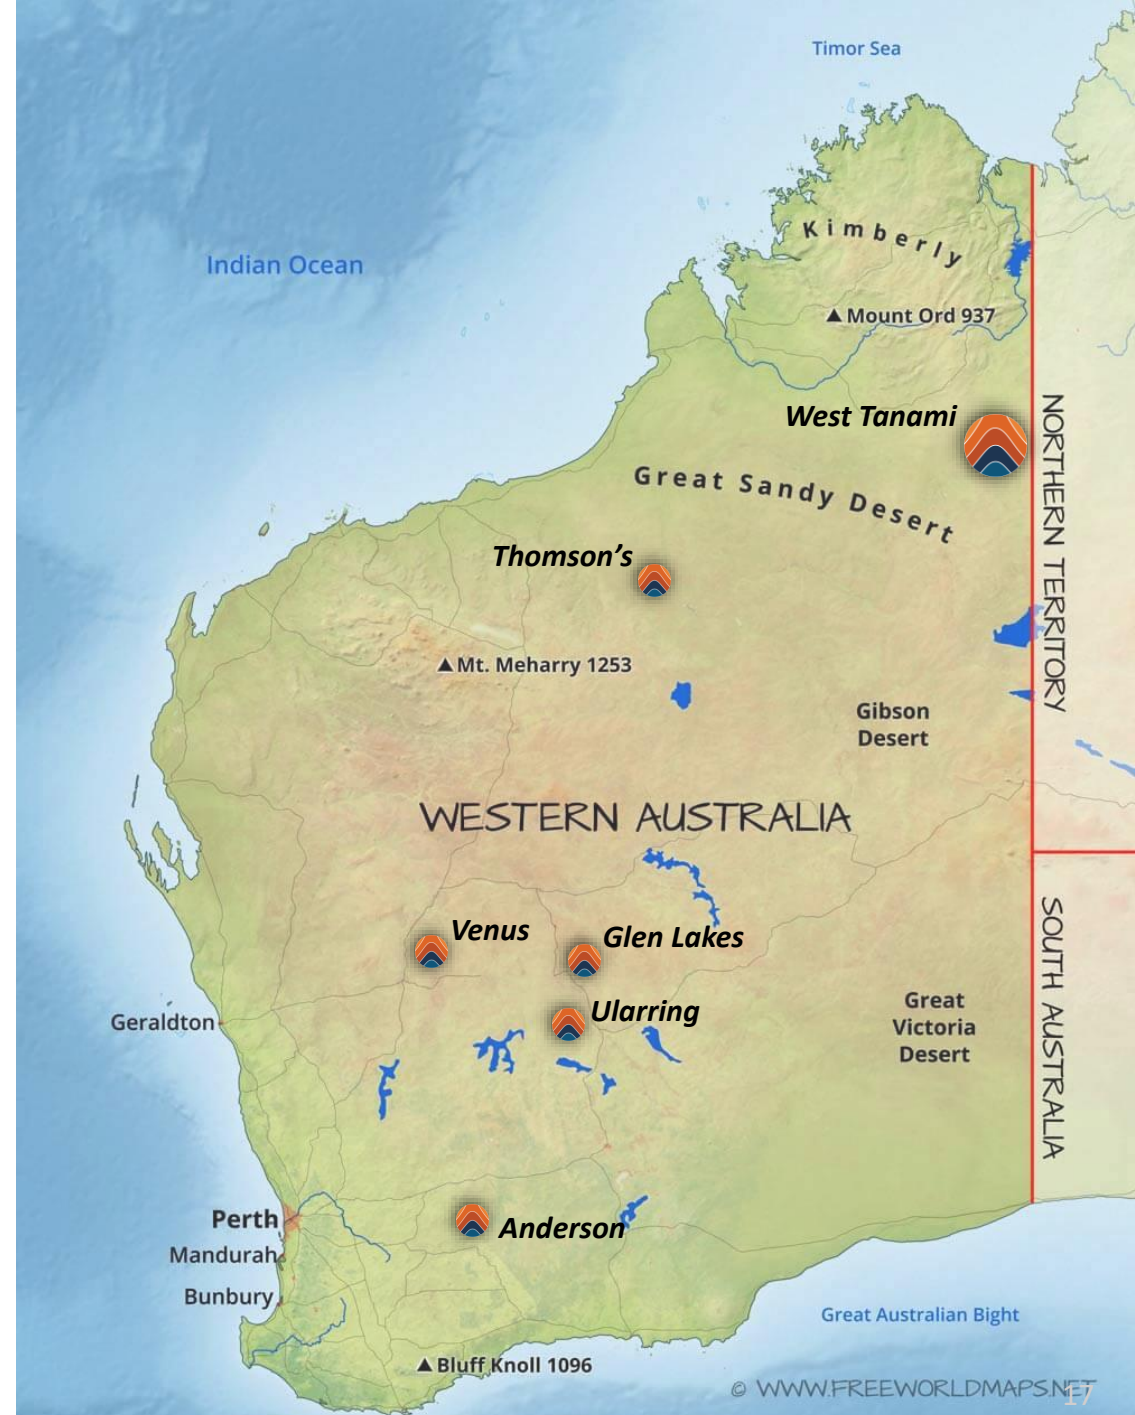 Timor Sea
Kimberly
Indian Ocean
▲ Mount Ord 937
West Tanami
NORTHERN TERRITORY
Great Sandy Desert
Thomson’s
▲ Mt. Meharry 1253
Gibson
Desert
WESTERN AUSTRALIA
Venus
Glen Lakes
SOUTH AUSTRALIA
Ularring
Geraldton
Great
Victoria
Desert
Perth
Anderson
Mandurah
Bunbury
Great Australian Bight
▲ Bluff Knoll 1096
© WWW.FREEWORLDMAPS.NET
17